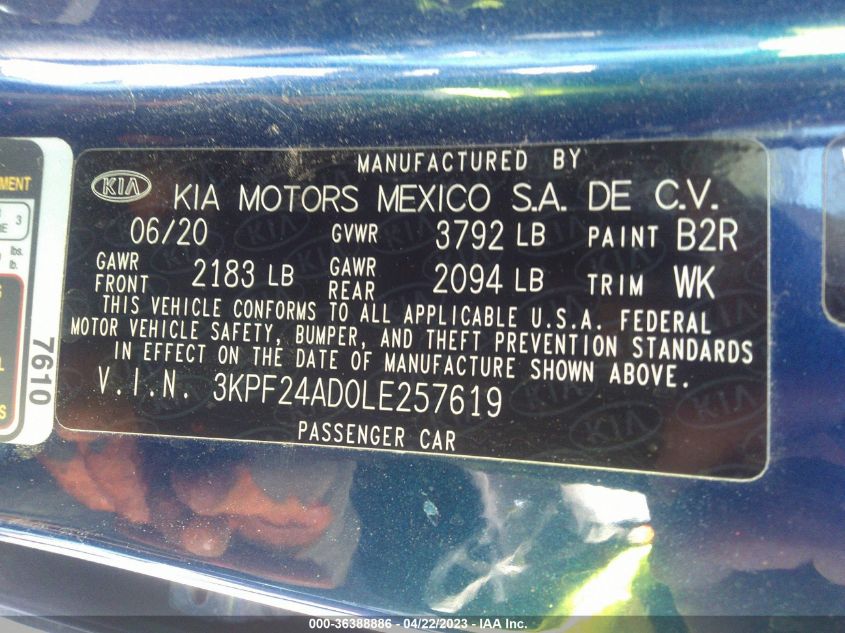 MANUFACTURED BY
KIA KIA MOTORS MEXICO S.A. DE C.V.
06/20 GVWR 3792 LB PAINT B2R
GAWR FRONT 2183 LB GAWR REAR 2094 LB TRIM WK
THIS VEHICLE CONFORMS TO ALL APPLICABLE U.S.A. FEDERAL
MOTOR VEHICLE SAFETY, BUMPER, AND THEFT PREVENTION STANDARDS
IN EFFECT ON THE DATE OF MANUFACTURE SHOWN ABOVE.
V.I.N. 3KPF24AD0LE257619
PASSENGER CAR
3
lbs.
7610
000-36388886 - 04/22/2023 - IAA Inc.